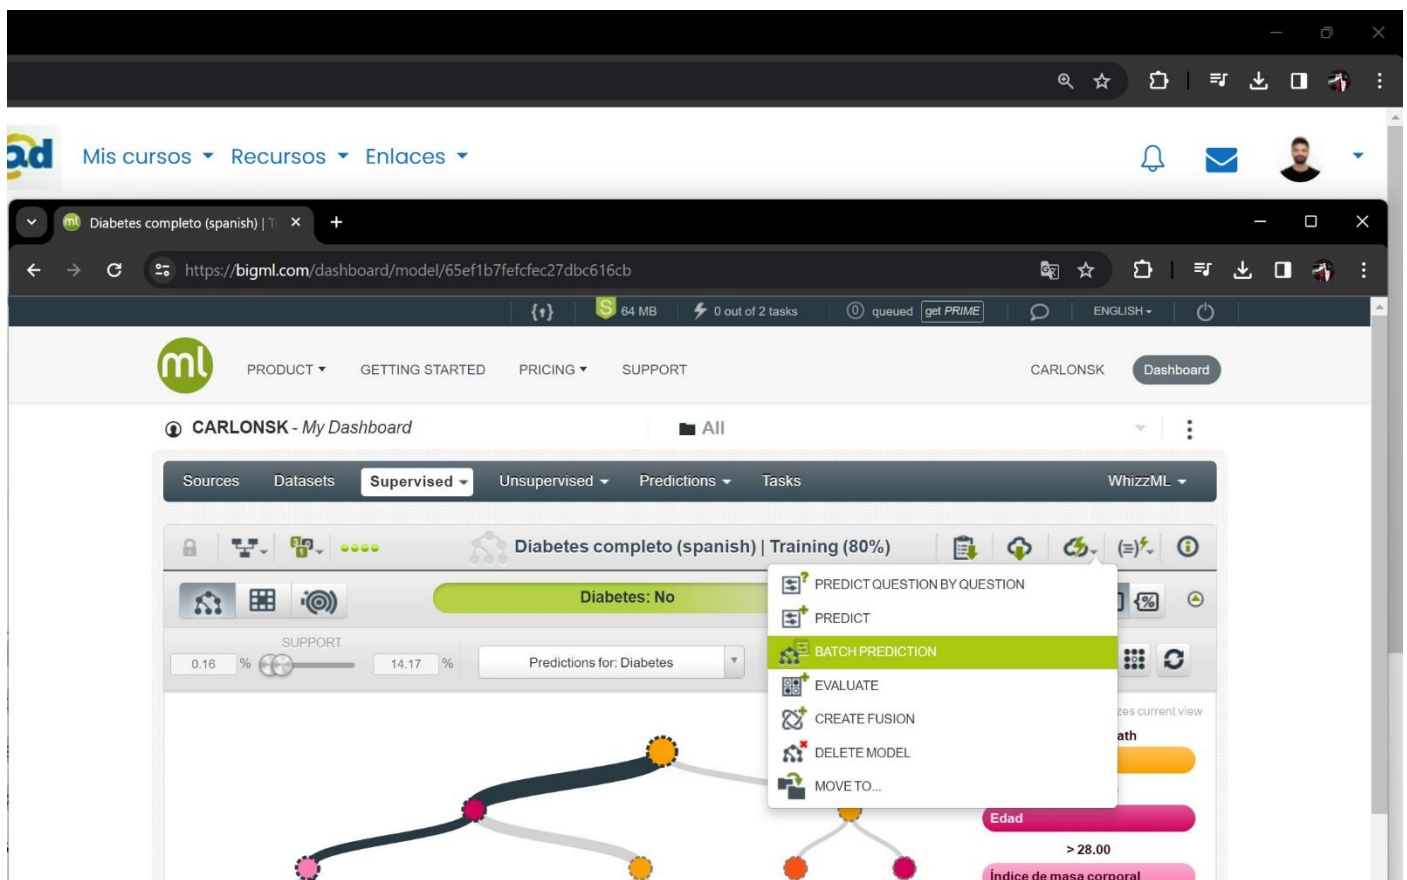 ad Mis cursos Recursos Enlaces
ml Diabetes completo (spanish) | T
https://bigml.com/dashboard/model/65ef1b7fefcfec27dbc616cb
S 64 MB 0 out of 2 tasks 0 queued get PRIME ENGLISH
ml PRODUCT GETTING STARTED PRICING SUPPORT CARLONSK Dashboard
CARLONSK - My Dashboard All
Sources Datasets Supervised Unsupervised Predictions Tasks WhizzML
Diabetes completo (spanish) | Training (80%)
PREDICT QUESTION BY QUESTION
Diabetes: No
PREDICT
SUPPORT
0.16 % 14.17 % Predictions for: Diabetes
BATCH PREDICTION
EVALUATE
CREATE FUSION
zes current view
ath
DELETE MODEL
MOVE TO...
Edad
> 28.00
Índice de masa corporal